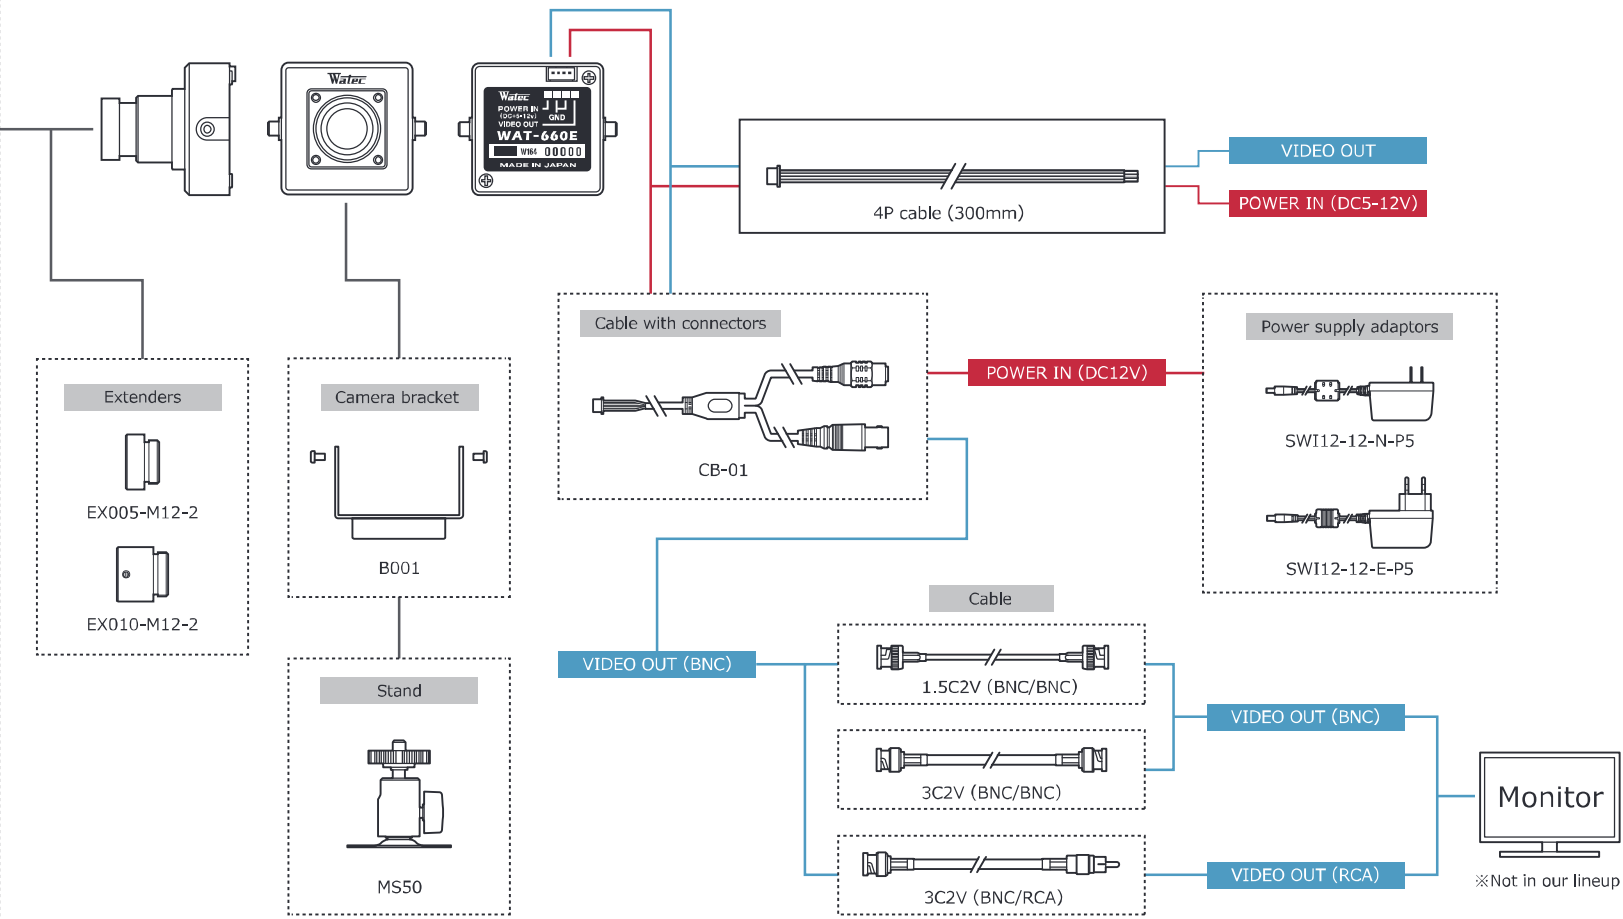 Watec
Watec
POWER IN
(DC+5-12v)
GND
VIDEO OUT
WAT-660E
W164 00000
MADE IN JAPAN
4P cable (300mm)
VIDEO OUT
POWER IN (DC5-12V)
Extenders
EX005-M12-2
EX010-M12-2
Camera bracket
B001
Stand
MS50
Cable with connectors
CB-01
POWER IN (DC12V)
Power supply adaptors
SWI12-12-N-P5
SWI12-12-E-P5
VIDEO OUT (BNC)
Cable
1.5C2V (BNC/BNC)
3C2V (BNC/BNC)
3C2V (BNC/RCA)
VIDEO OUT (BNC)
VIDEO OUT (RCA)
Monitor
※Not in our lineup